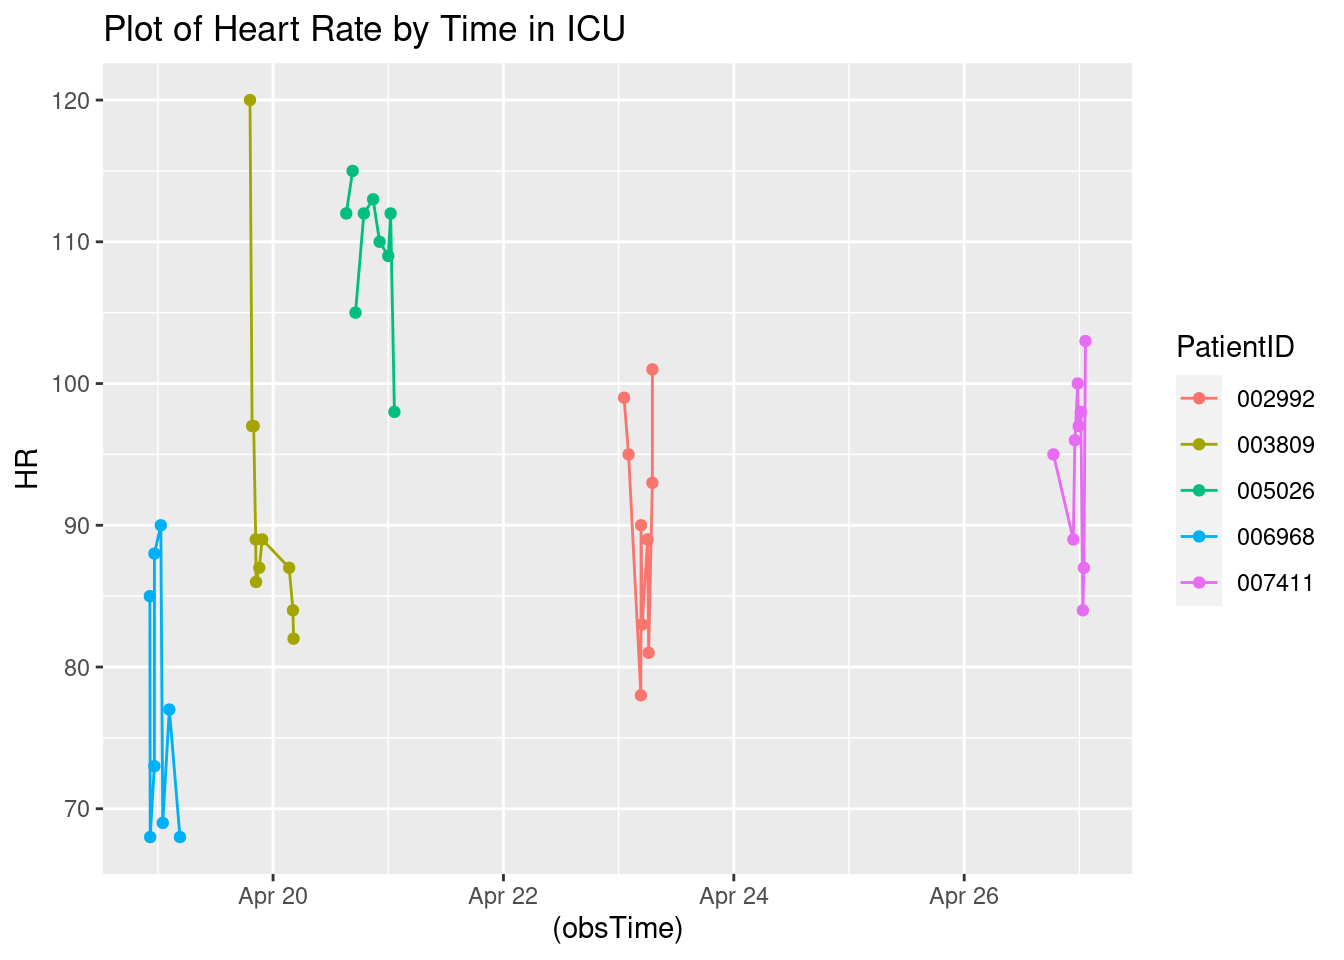 Plot of Heart Rate by Time in ICU
120
110
100
90
80
70
HR
Apr 20
Apr 22
Apr 24
Apr 26
(obsTime)
PatientID
002992
003809
005026
006968
007411